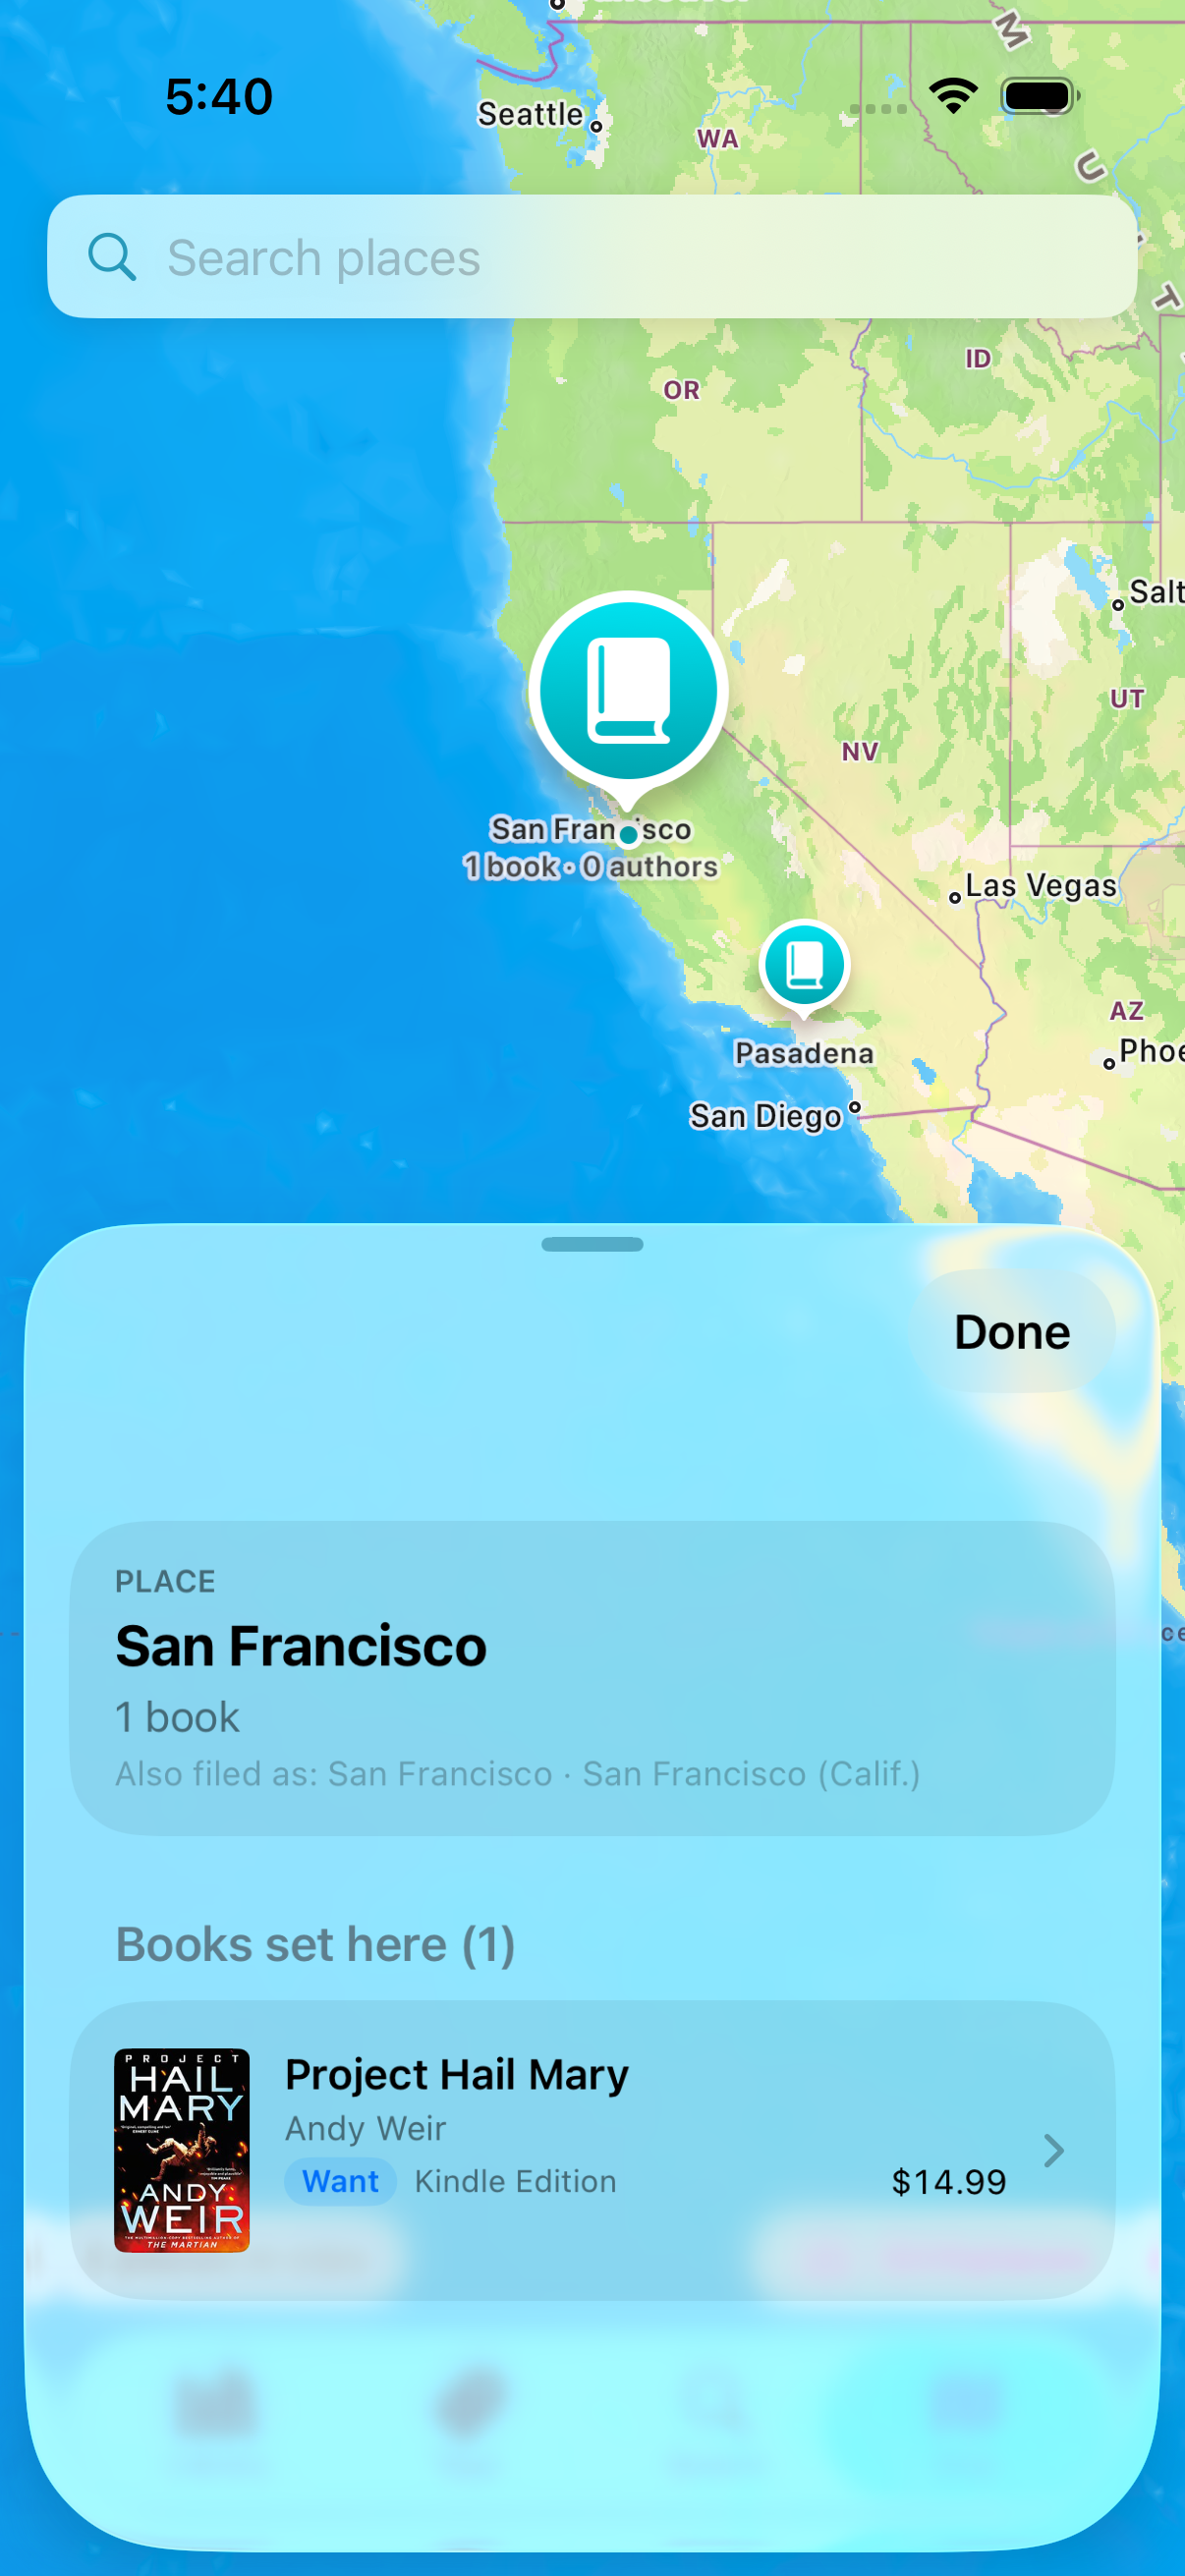 5:40
Seattle
WA
M
U
T
Search places
ID
OR
Salt
UT
NV
San Francisco
1 book · 0 authors
Las Vegas
AZ
Phoe
Pasadena
San Diego
Done
PLACE
San Francisco
1 book
Also filed as: San Francisco · San Francisco (Calif.)
Books set here (1)
PROJECT
HAIL
MARY
ANDY
WEIR
THE MARTIAN
Project Hail Mary
Andy Weir
Want Kindle Edition
$14.99